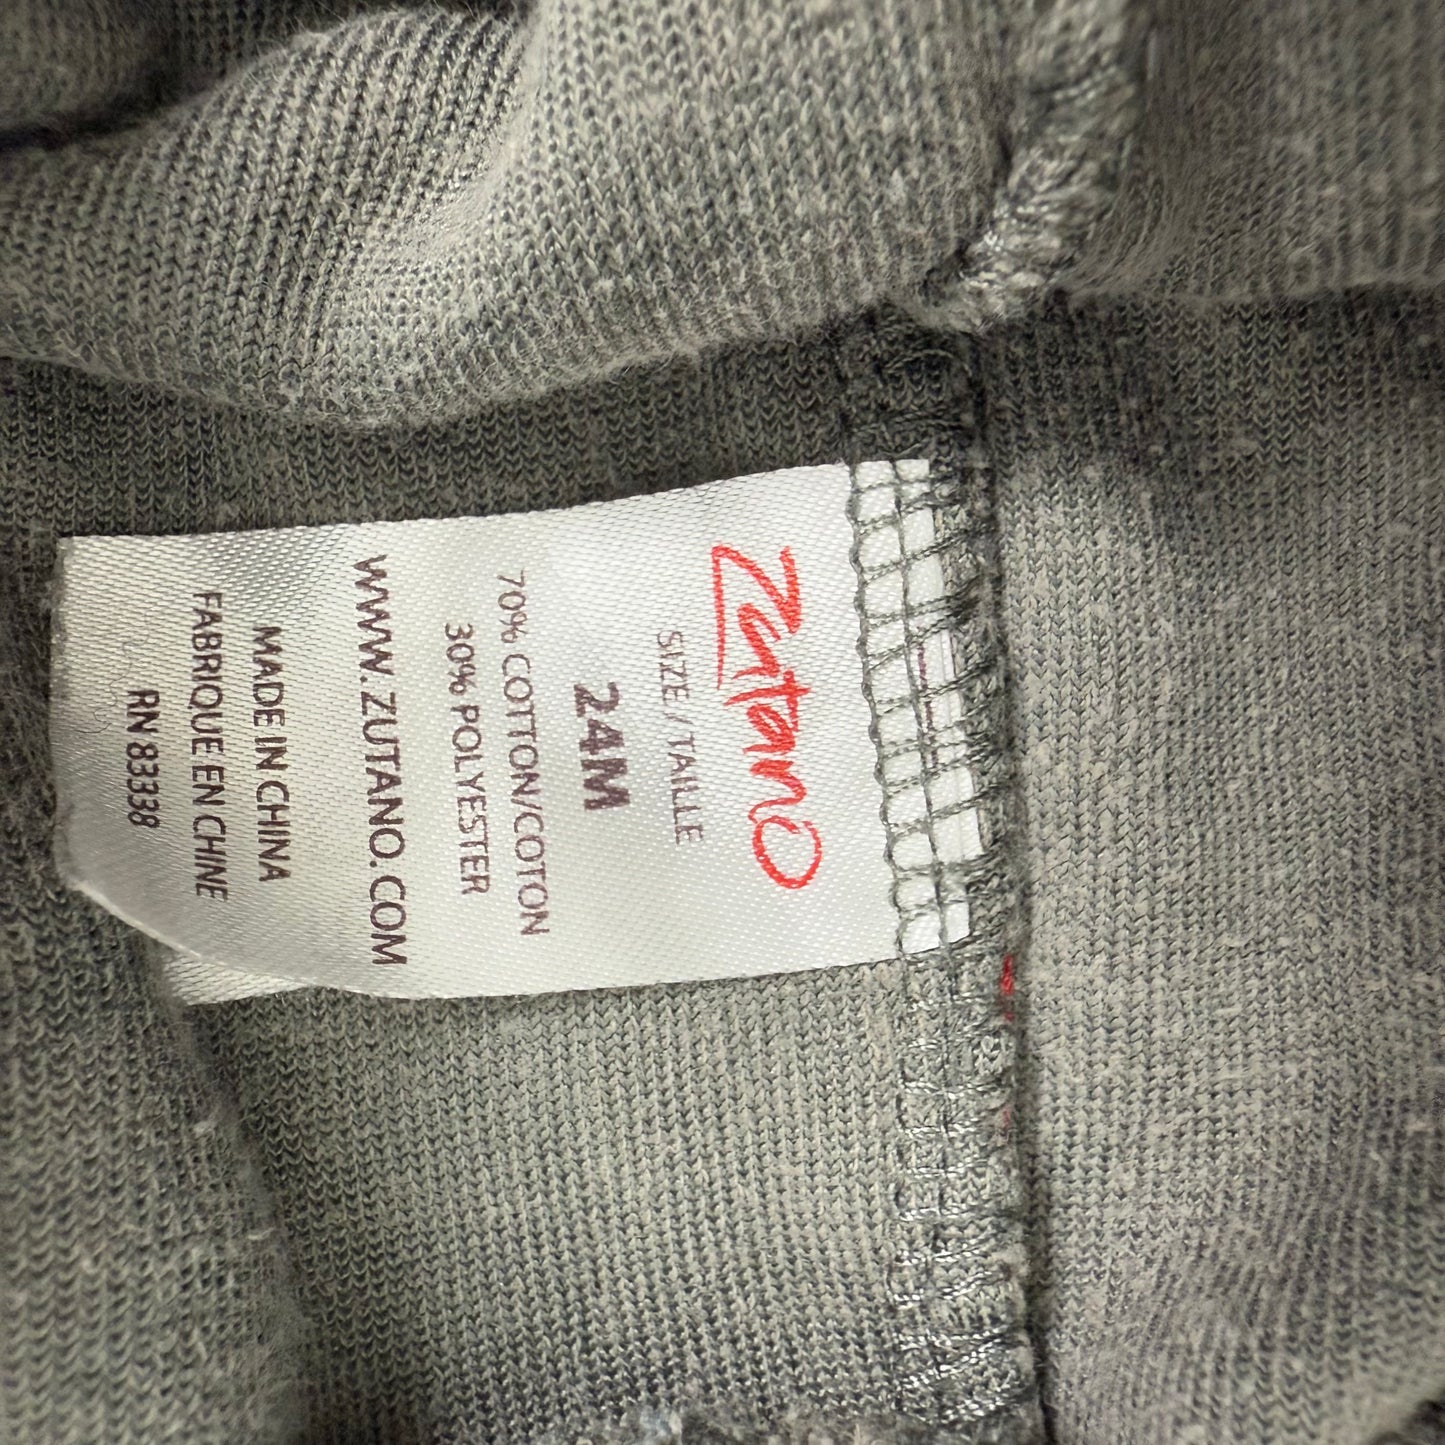 Zutano
SIZE / TAILLE
24M
70% COTTON/COTON
30% POLYESTER
WWW.ZUTANO.COM
MADE IN CHINA
FABRIQUE EN CHINE
RN 83338